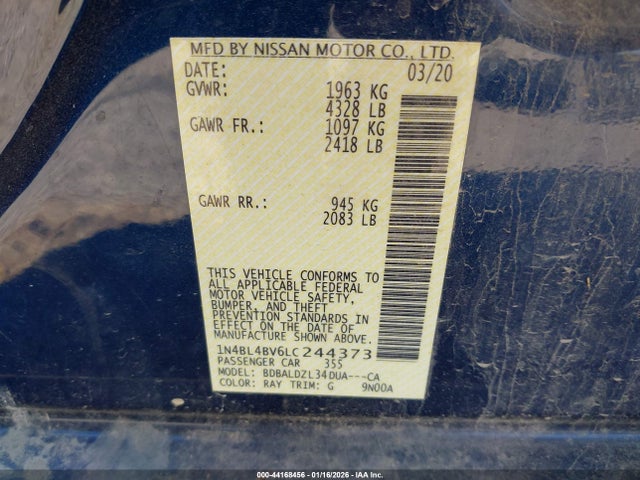 MFD BY NISSAN MOTOR CO., LTD.
DATE: 03/20
GVWR: 1963 KG
4328 LB
GAWR FR.: 1097 KG
2418 LB
GAWR RR.: 945 KG
2083 LB
THIS VEHICLE CONFORMS TO
ALL APPLICABLE FEDERAL
MOTOR VEHICLE SAFETY,
BUMPER, AND THEFT
PREVENTION STANDARDS IN
EFFECT ON THE DATE OF
MANUFACTURE SHOWN ABOVE.
1N4BL4BV6LC244373
PASSENGER CAR 355
MODEL: BDBALDZL34DUA---CA
COLOR: RAY TRIM: G 9N00A
000-44168456 - 01/16/2026 - IAA Inc.